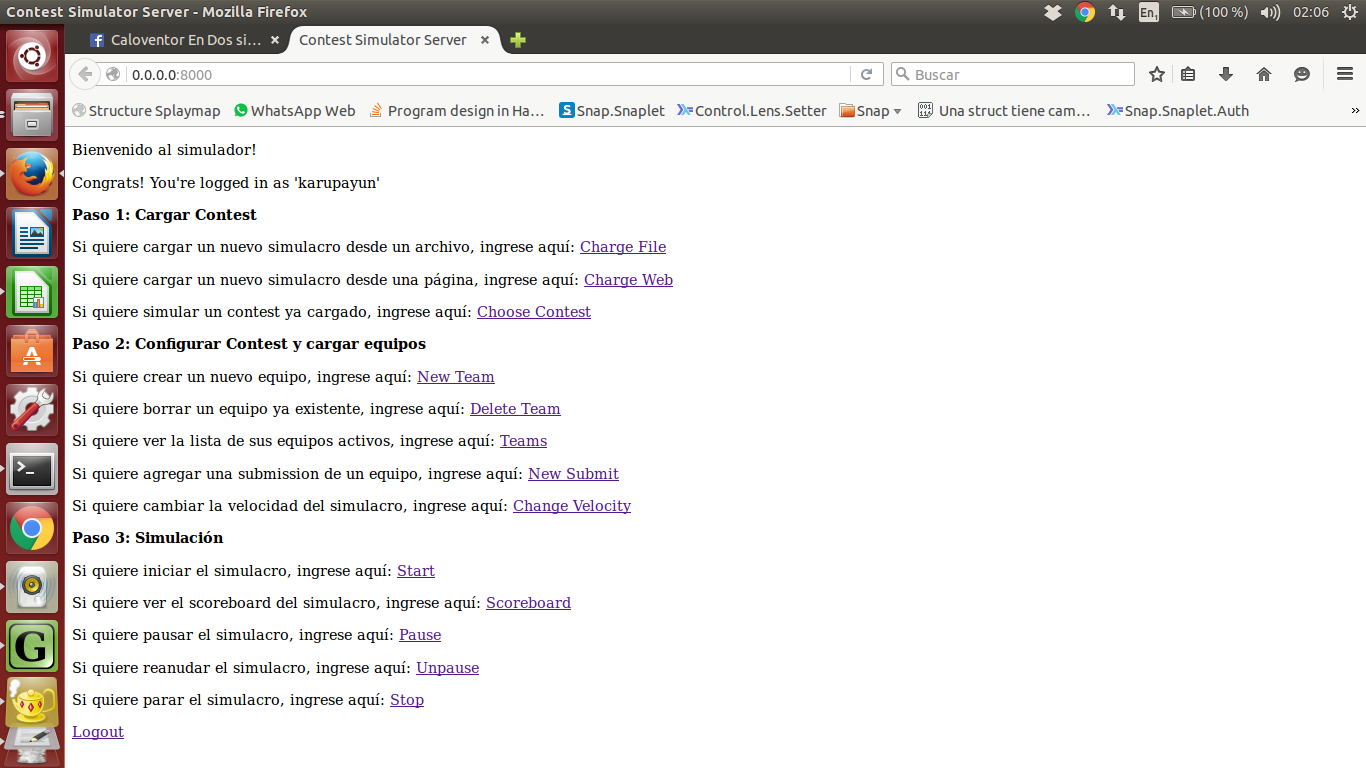 Contest Simulator Server - Mozilla Firefox
En1 (100 %) 02:06
Caloventor En Dos si... × Contest Simulator Server ×
0.0.0.0:8000 Buscar
Structure Splaymap WhatsApp Web Program design in Ha... Snap.Snaplet Control.Lens.Setter Snap Una struct tiene cam... Snap.Snaplet.Auth »
Bienvenido al simulador!
Congrats! You're logged in as 'karupayun'
Paso 1: Cargar Contest
Si quiere cargar un nuevo simulacro desde un archivo, ingrese aquí: Charge File
Si quiere cargar un nuevo simulacro desde una página, ingrese aquí: Charge Web
Si quiere simular un contest ya cargado, ingrese aquí: Choose Contest
Paso 2: Configurar Contest y cargar equipos
Si quiere crear un nuevo equipo, ingrese aquí: New Team
Si quiere borrar un equipo ya existente, ingrese aquí: Delete Team
Si quiere ver la lista de sus equipos activos, ingrese aquí: Teams
Si quiere agregar una submission de un equipo, ingrese aquí: New Submit
Si quiere cambiar la velocidad del simulacro, ingrese aquí: Change Velocity
Paso 3: Simulación
Si quiere iniciar el simulacro, ingrese aquí: Start
Si quiere ver el scoreboard del simulacro, ingrese aquí: Scoreboard
Si quiere pausar el simulacro, ingrese aquí: Pause
Si quiere reanudar el simulacro, ingrese aquí: Unpause
Si quiere parar el simulacro, ingrese aquí: Stop
Logout